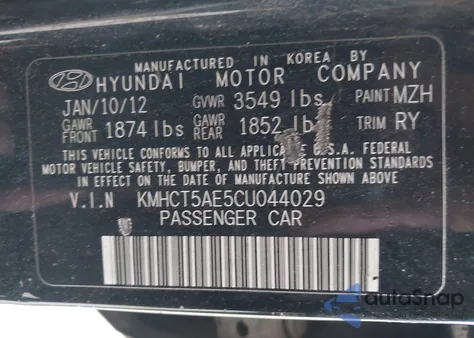 MANUFACTURED IN KOREA BY
HYUNDAI MOTOR COMPANY
JAN/10/12 GVWR 3549 lbs PAINT MZH
GAWR FRONT 1874 lbs GAWR REAR 1852 TRIM RY
THIS VEHICLE CONFORMS TO ALL U.S.A. FEDERAL
MOTOR VEHICLE SAFETY, BUMPER, AND THEFT PREVENTION STANDARDS
IN EFFECT ON THE DATE OF MANUFACTURE SHOWN ABOVE
V.I.N KMHCT5AE5CU044029
PASSENGER CAR
autoSnap